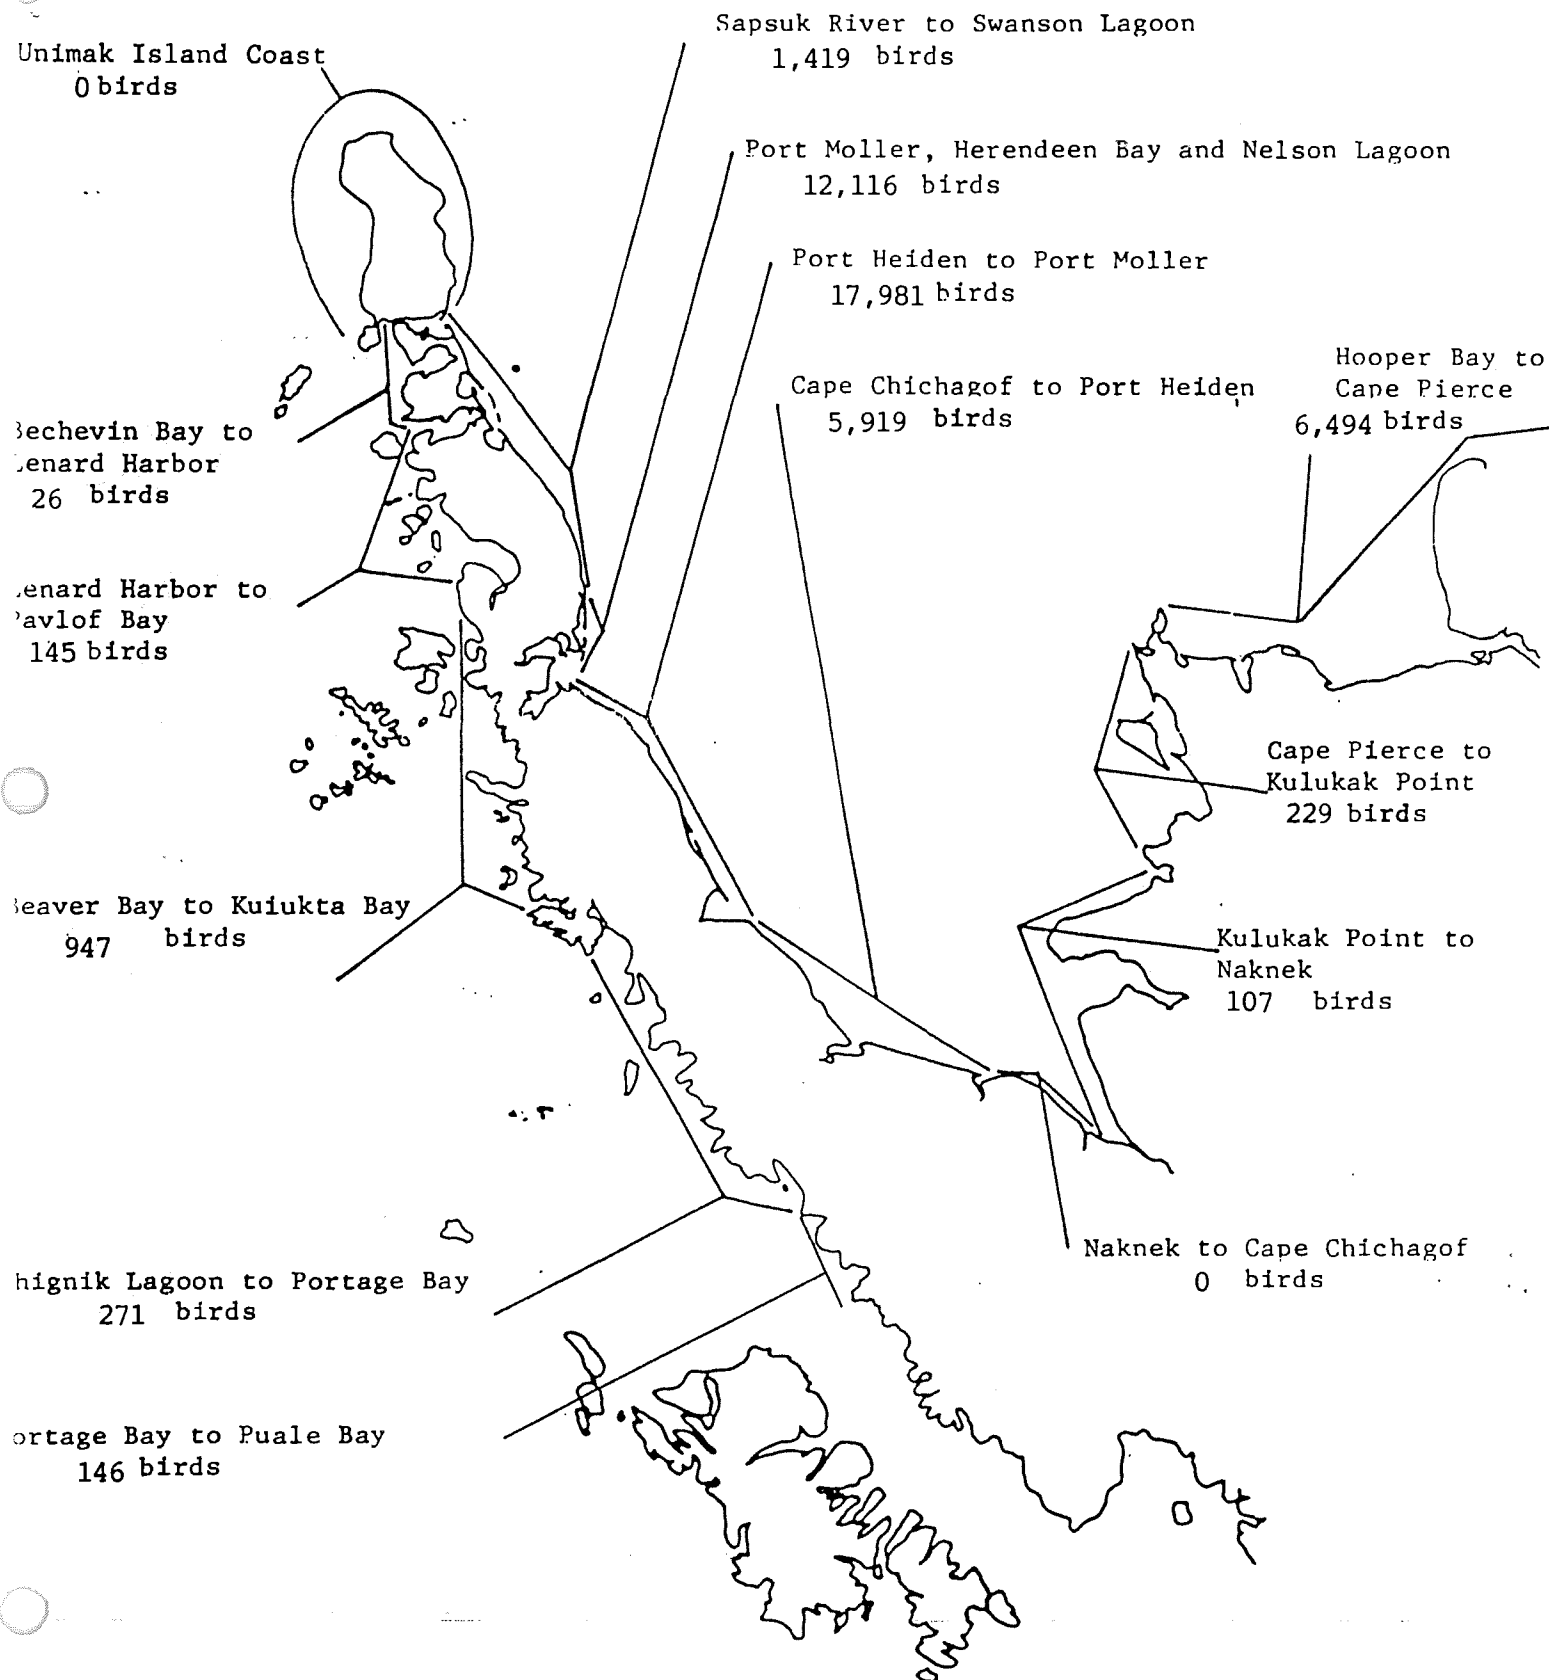 Sapsuk River to Swanson Lagoon
1,419 birds
Unimak Island Coast
0 birds
Port Moller, Herendeen Bay and Nelson Lagoon
12,116 birds
Port Heiden to Port Moller
17,981 birds
Hooper Bay to
Cape Pierce
6,494 birds
Cape Chichagof to Port Heiden
5,919 birds
Bechevin Bay to
Lenard Harbor
26 birds
Lenard Harbor to
Pavlof Bay
145 birds
Cape Pierce to
Kulukak Point
229 birds
Beaver Bay to Kuiukta Bay
947 birds
Kulukak Point to
Naknek
107 birds
Naknek to Cape Chichagof
0 birds
hignik Lagoon to Portage Bay
271 birds
ortage Bay to Puale Bay
146 birds